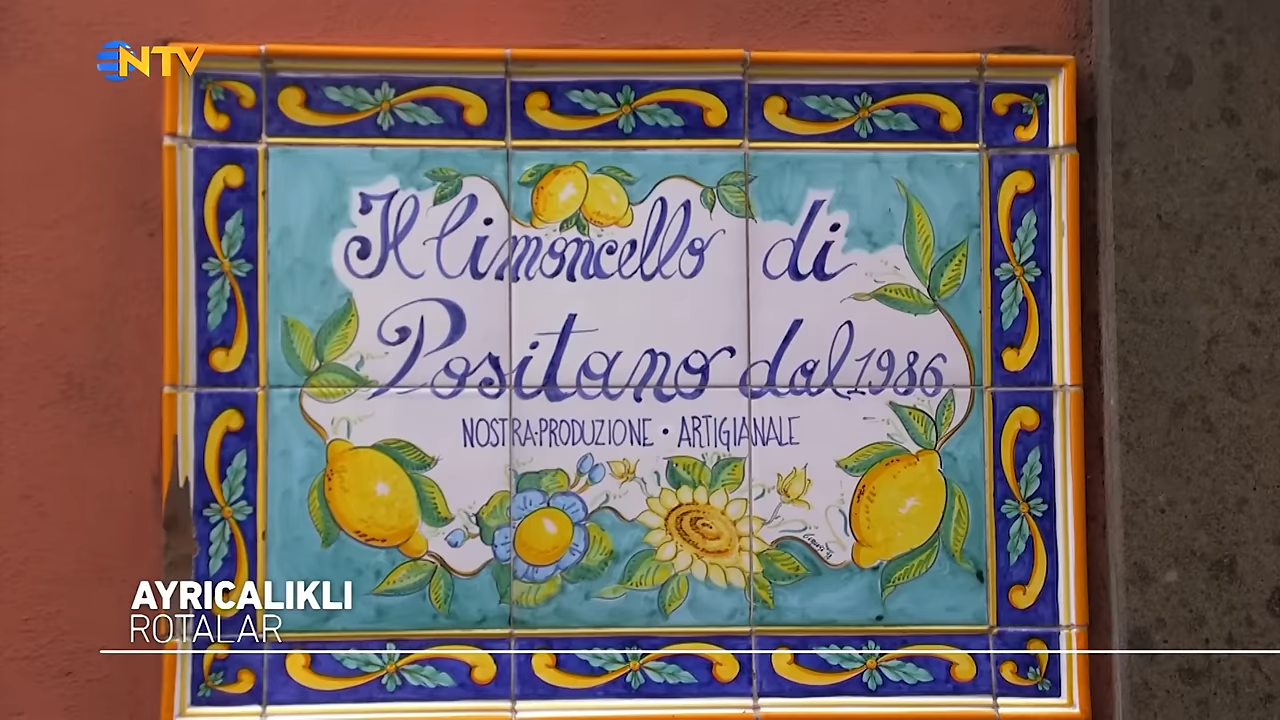 NTV
Il limoncello di
Positano dal 1986
NOSTRA·PRODUZIONE · ARTIGIANALE
AYRICALIKLI
ROTALAR